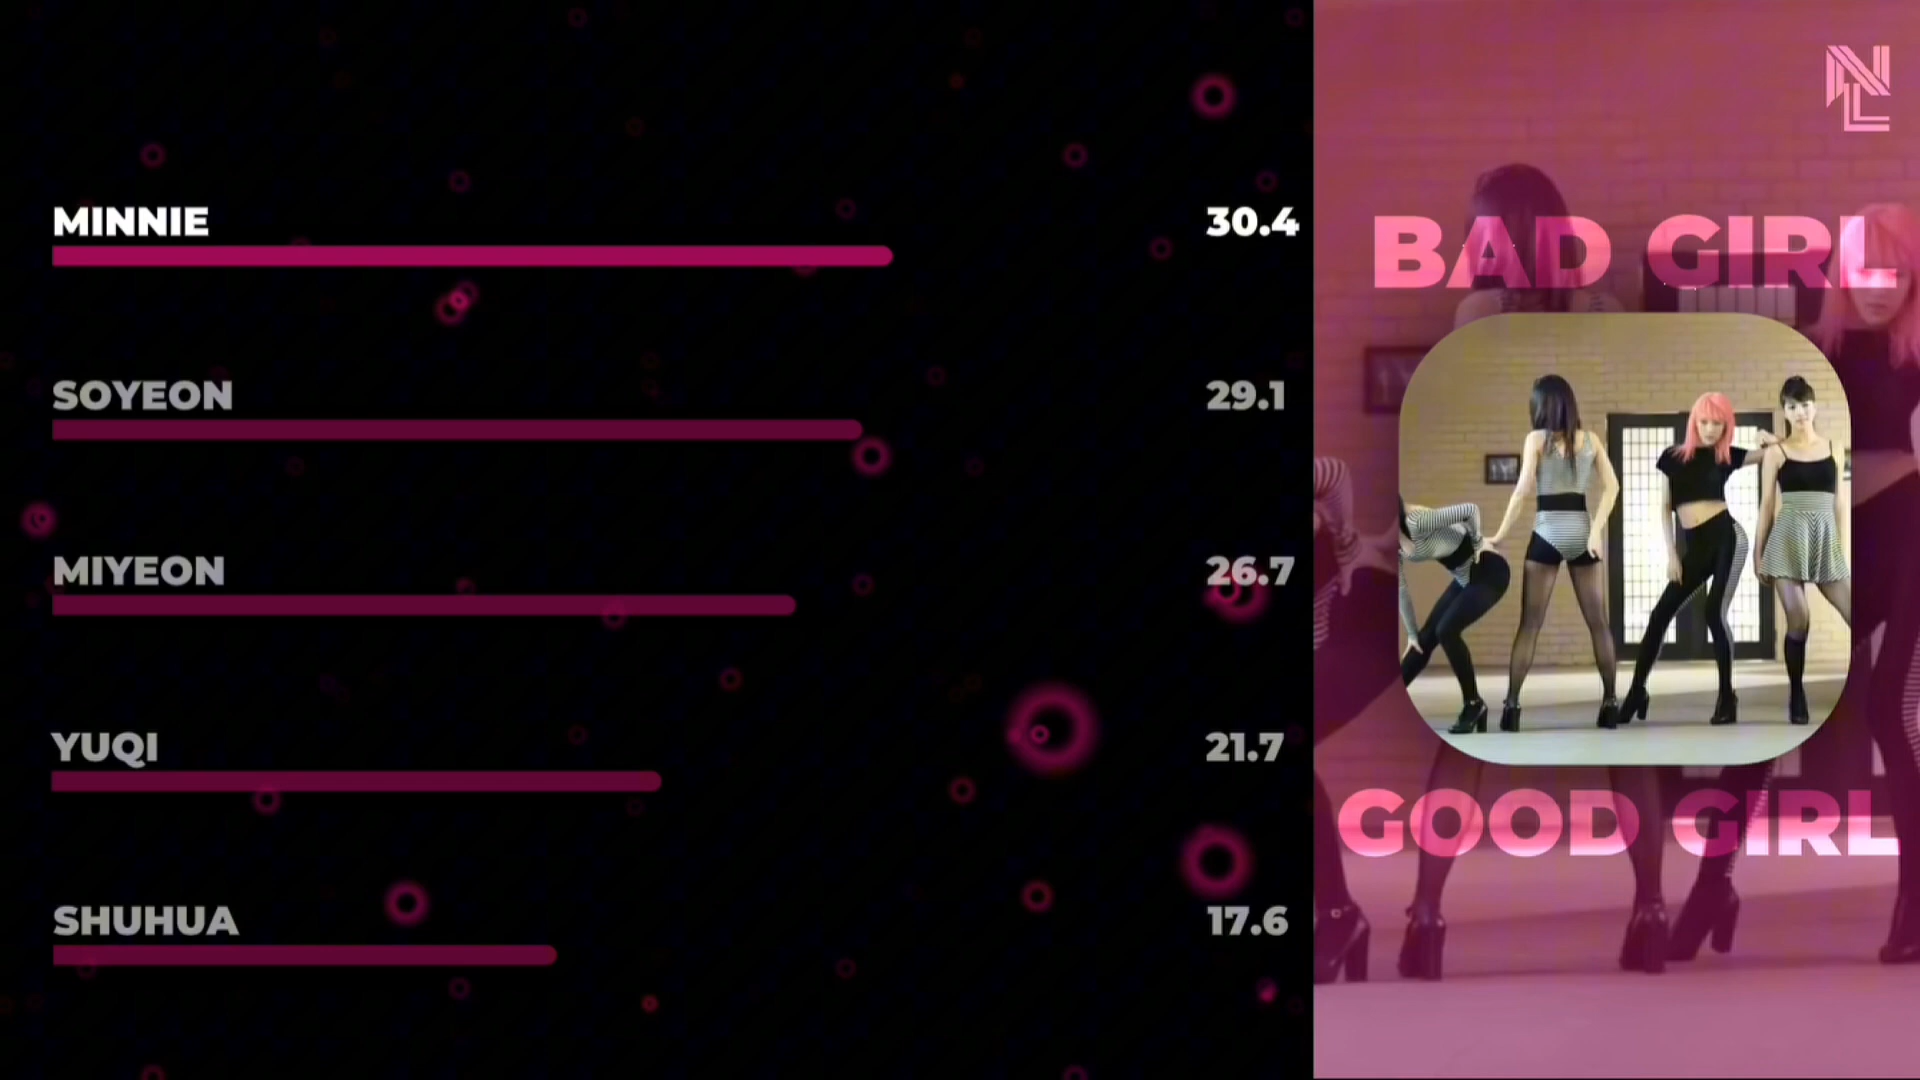 MINNIE 30.4
SOYEON 29.1
MIYEON 26.7
YUQI 21.7
SHUHUA 17.6
NL
BAD GIRL
GOOD GIRL